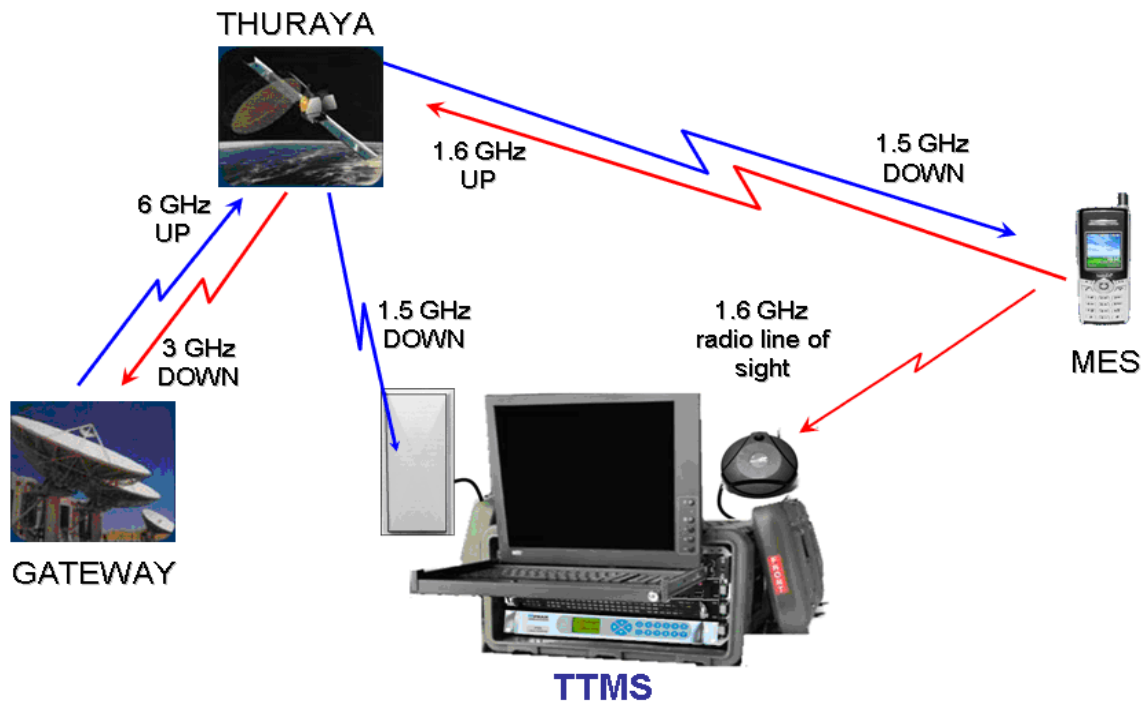 THURAYA
1.6 GHz
UP
1.5 GHz
DOWN
6 GHz
UP
3 GHz
DOWN
1.5 GHz
DOWN
1.6 GHz
radio line of
sight
MES
GATEWAY
FRONT
TTMS